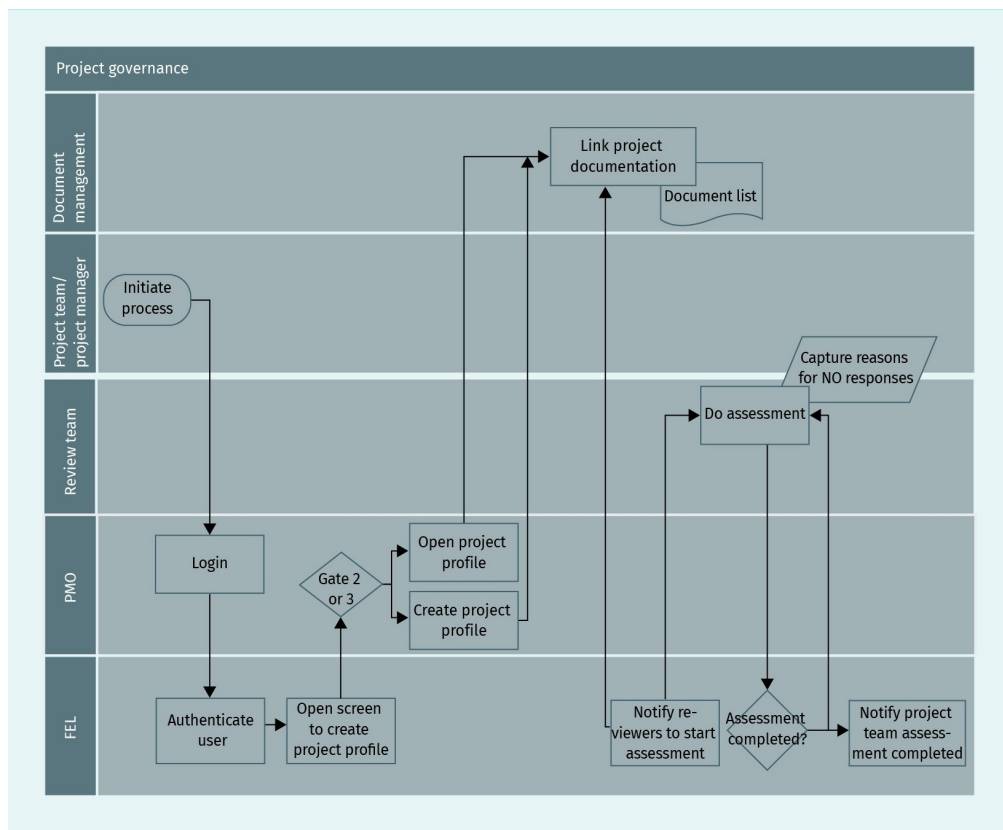 Project governance
Document
management
Link project
documentation
Document list
Project team/
project manager
Initiate
process
Capture reasons
for NO responses
Review team
Do assessment
PMO
Login
Gate 2
or 3
Open project
profile
Create project
profile
FEL
Authenticate
user
Open screen
to create
project profile
Notify re-
viewers to start
assessment
Assessment
completed?
Notify project
team assess-
ment completed